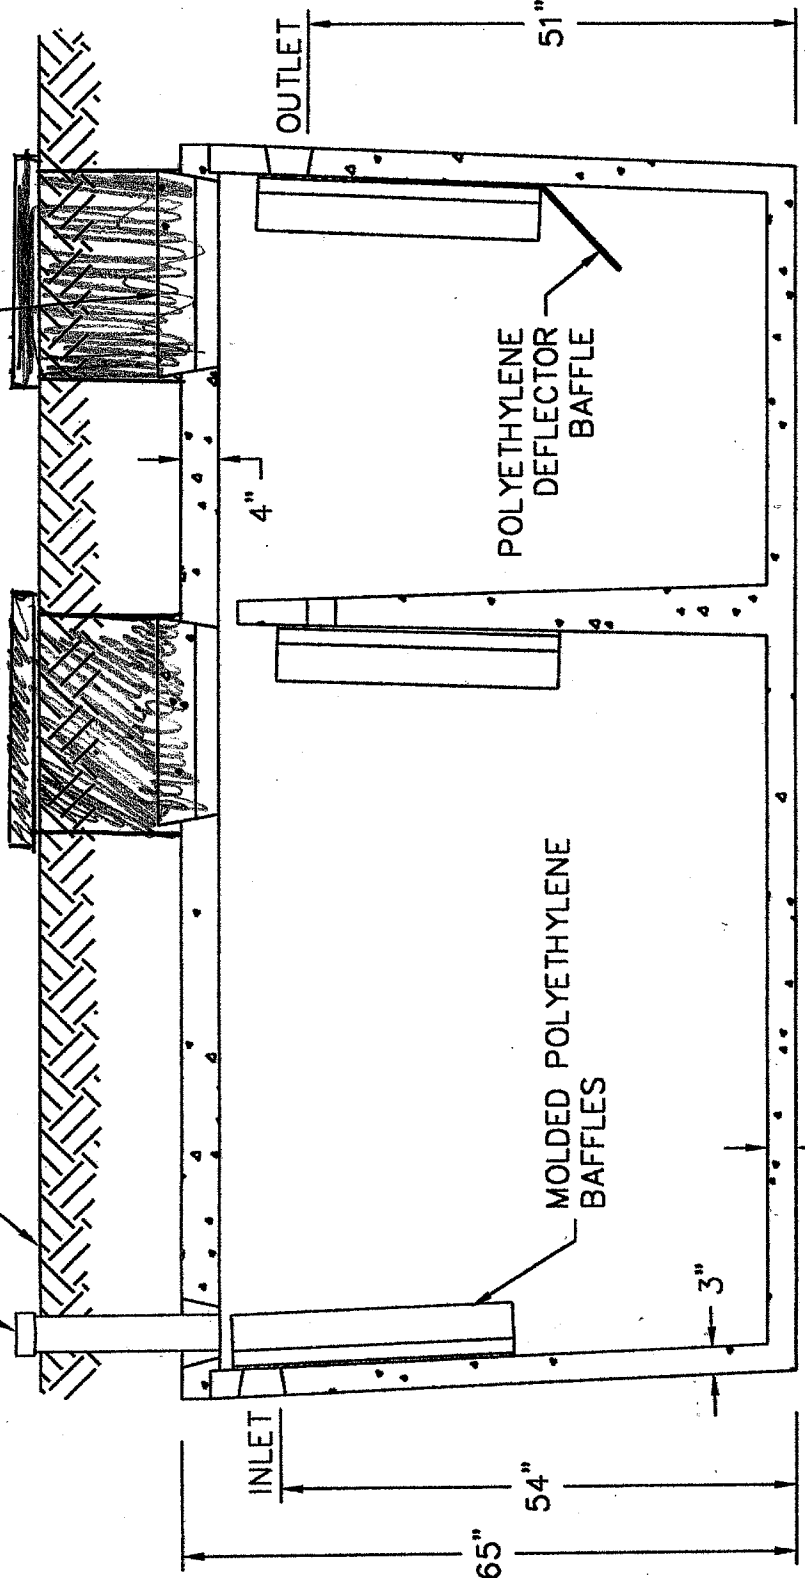 OUTLET
51"
4"
POLYETHYLENE
DEFLECTOR
BAFFLE
MOLDED POLYETHYLENE
BAFFLES
3"
INLET
54"
65"